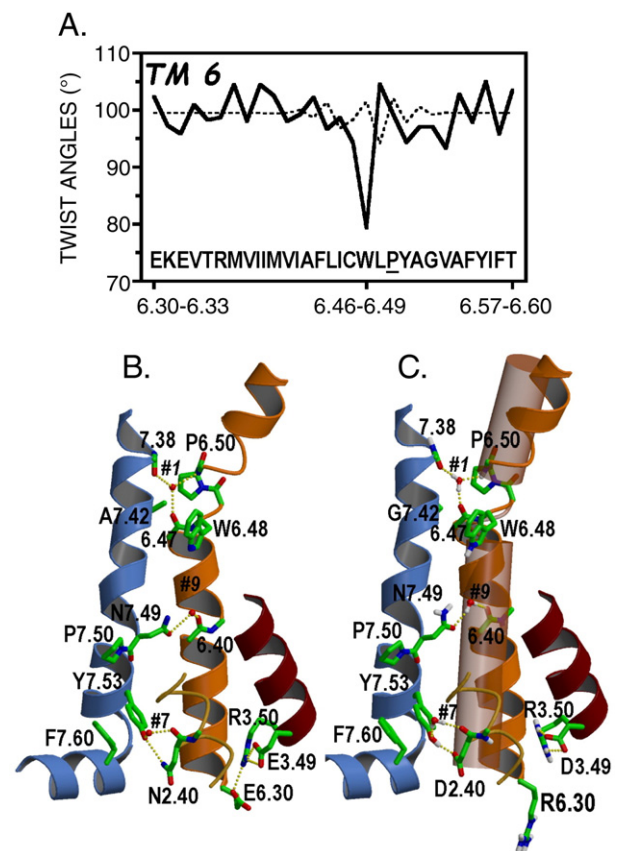 A.
TM 6
TWIST ANGLES (°)
110
100
90
80
70
EKEVTRMVIIMVIAFLICWLPYAGVAFYIFT
6.30-6.33 6.46-6.49 6.57-6.60
B.
7.38
P6.50
#1
A7.42
6.47
W6.48
#9
N7.49
6.40
P7.50
Y7.53
#7
R3.50
F7.60
E3.49
N2.40
E6.30
C.
7.38
P6.50
#1
G7.42
6.47
W6.48
#9
N7.49
6.40
P7.50
Y7.53
#7
R3.50
F7.60
D3.49
D2.40
R6.30